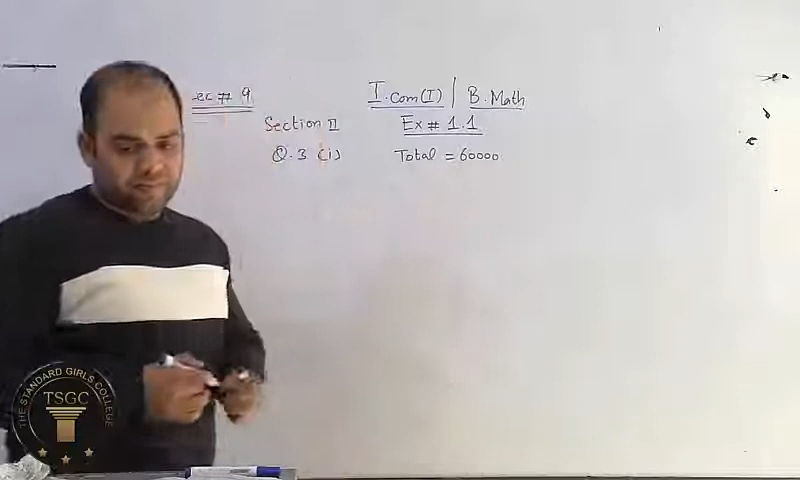 ec # 9
I.Com(I) | B.Math
Section II
Ex # 1.1
Q.3 (i)
Total = 60000
THE STANDARD GIRLS COLLEGE
TSGC